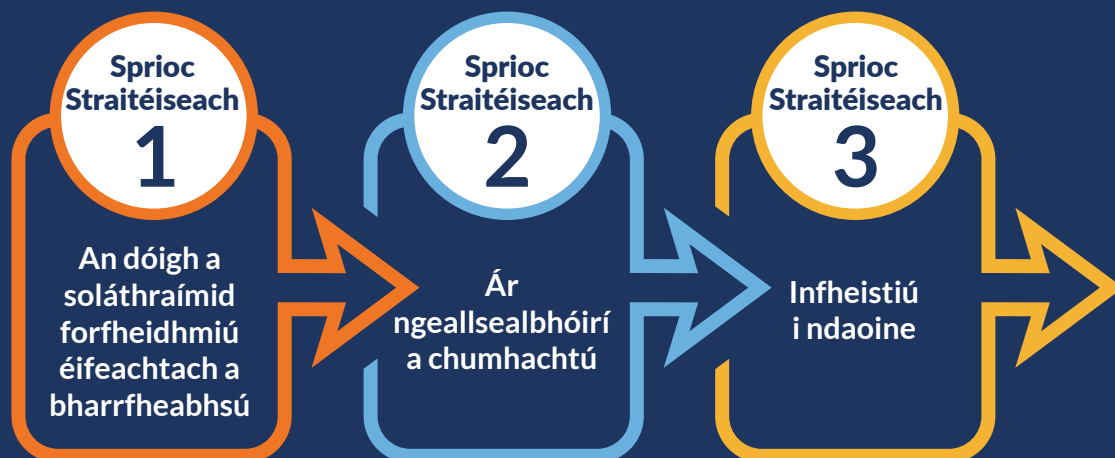 Sprioc
Straitéiseach
1
An dóigh a
soláthraímid
forfheidhmiú
éifeachtach a
bharrfheabhsú
Sprioc
Straitéiseach
2
Ár
ngeallsealbhóirí
a chumhachtú
Sprioc
Straitéiseach
3
Infheistiú
i ndaoine